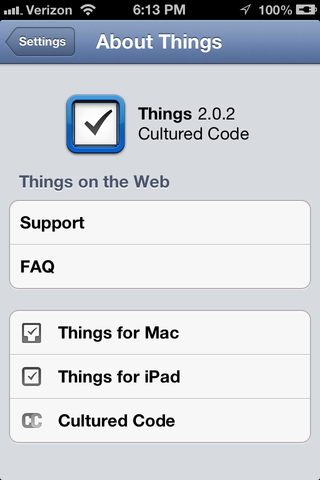 Verizon 6:13 PM 100%
Settings About Things
Things 2.0.2
Cultured Code
Things on the Web
Support
FAQ
Things for Mac
Things for iPad
CC Cultured Code